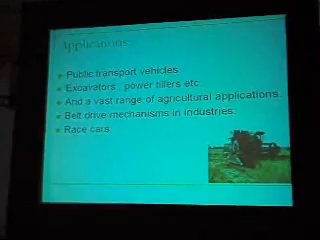 Applications:
Public transport vehicles.
Excavators , power tillers etc.
And a vast range of agricultural applications.
Belt drive mechanisms in industries.
Race cars.